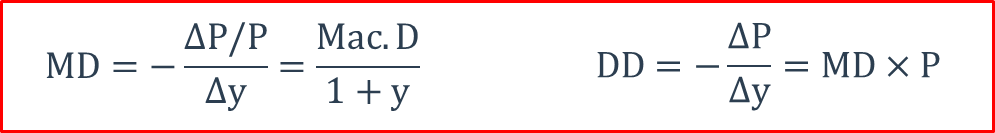 MD = − ΔP/P / Δy = Mac. D / 1 + y
DD = − ΔP / Δy = MD × P